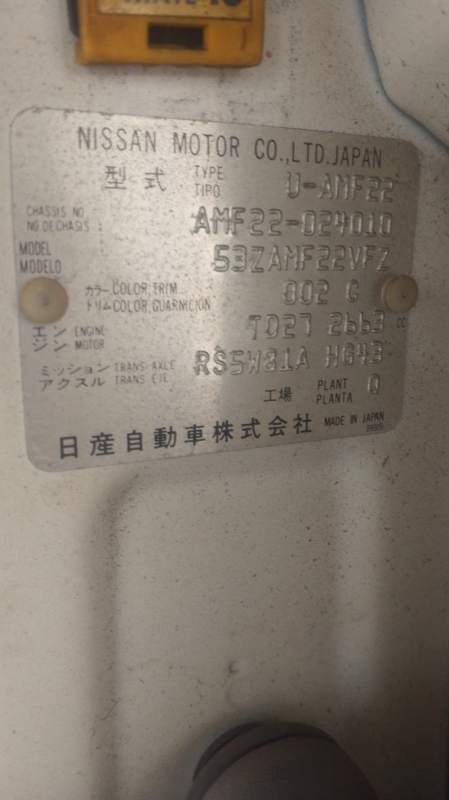 NISSAN MOTOR CO.,LTD.JAPAN
型式 TYPE TIPO U-AMF22
CHASSIS NO NO DE CHASIS : AMF22-024010
MODEL MODELO 53ZAMF22VFZ
カラー COLOR,TRIM トリム COLOR,GUARNICION 002 G
エンジン ENGINE MOTOR TD27 2663 cc
ミッション TRANS AXLE アクスル TRANS EJE RS5W81A HG43
工場 PLANT PLANTA Q
日産自動車株式会社 MADE IN JAPAN